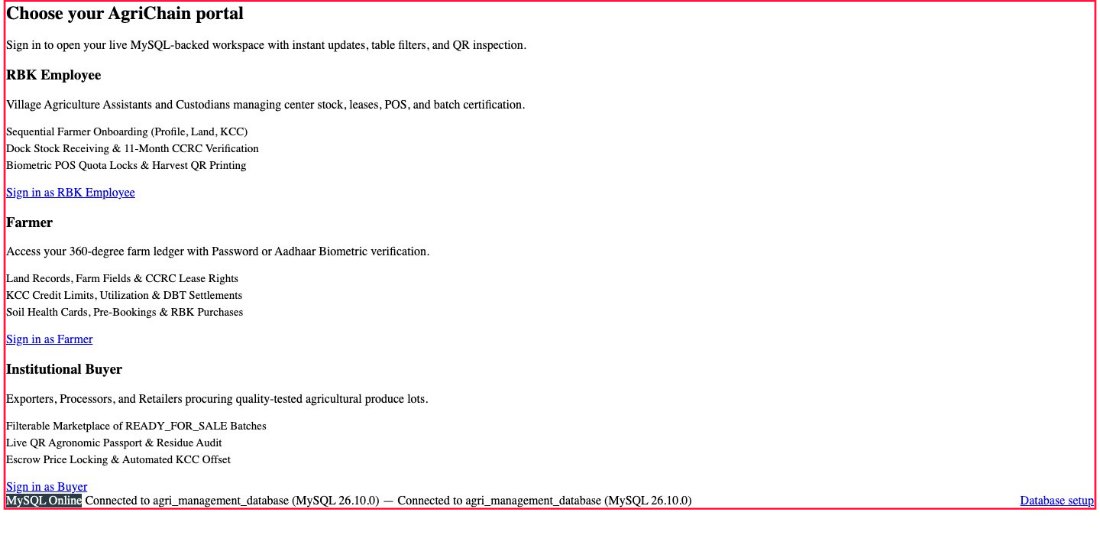 Choose your AgriChain portal
Sign in to open your live MySQL-backed workspace with instant updates, table filters, and QR inspection.
RBK Employee
Village Agriculture Assistants and Custodians managing center stock, leases, POS, and batch certification.
Sequential Farmer Onboarding (Profile, Land, KCC)
Dock Stock Receiving & 11-Month CCRC Verification
Biometric POS Quota Locks & Harvest QR Printing
Sign in as RBK Employee
Farmer
Access your 360-degree farm ledger with Password or Aadhaar Biometric verification.
Land Records, Farm Fields & CCRC Lease Rights
KCC Credit Limits, Utilization & DBT Settlements
Soil Health Cards, Pre-Bookings & RBK Purchases
Sign in as Farmer
Institutional Buyer
Exporters, Processors, and Retailers procuring quality-tested agricultural produce lots.
Filterable Marketplace of READY_FOR_SALE Batches
Live QR Agronomic Passport & Residue Audit
Escrow Price Locking & Automated KCC Offset
Sign in as Buyer
MySQL Online Connected to agri_management_database (MySQL 26.10.0) — Connected to agri_management_database (MySQL 26.10.0) Database setup